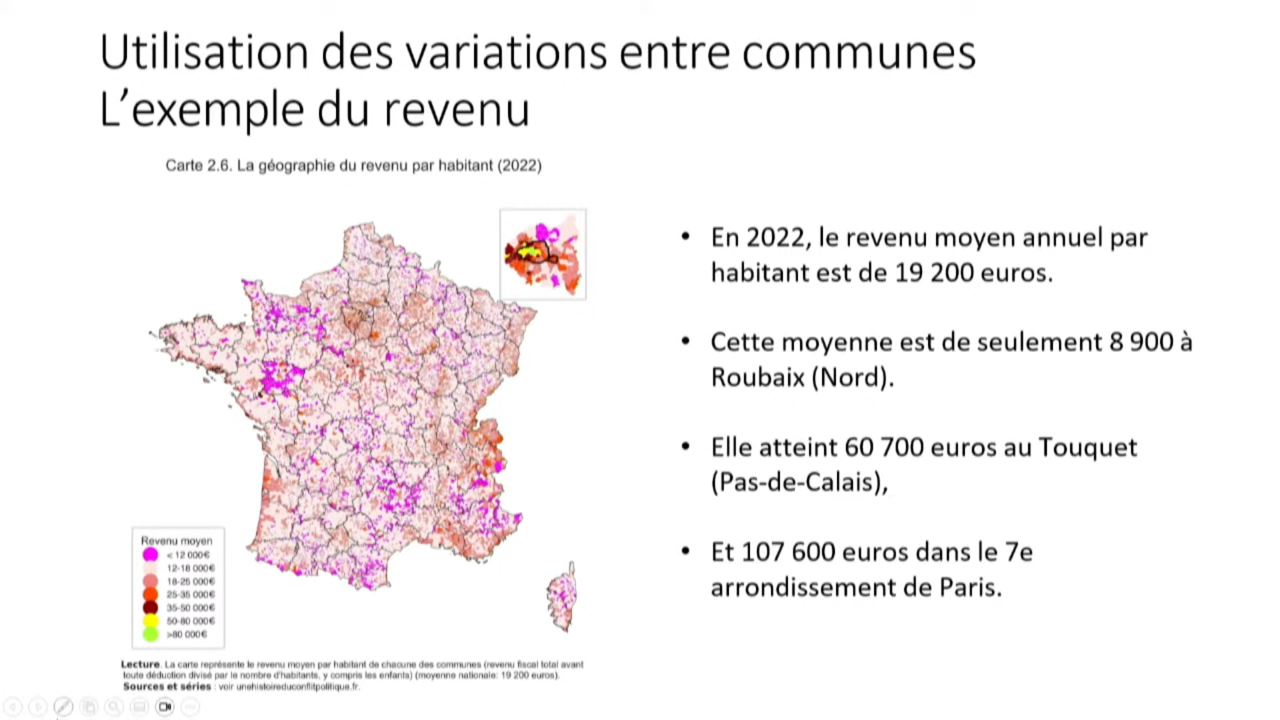 Utilisation des variations entre communes
L’exemple du revenu
Carte 2.6. La géographie du revenu par habitant (2022)
Revenu moyen
< 12 000€
12-18 000€
18-25 000€
25-35 000€
35-50 000€
50-80 000€
>80 000€
Lecture. La carte représente le revenu moyen par habitant de chacune des communes (revenu fiscal total avant
toute déduction divisé par le nombre d'habitants, y compris les enfants) (moyenne nationale: 19 200 euros).
Sources et séries : voir unehistoireduconflitpolitique.fr.
• En 2022, le revenu moyen annuel par
habitant est de 19 200 euros.
• Cette moyenne est de seulement 8 900 à
Roubaix (Nord).
• Elle atteint 60 700 euros au Touquet
(Pas-de-Calais),
• Et 107 600 euros dans le 7e
arrondissement de Paris.